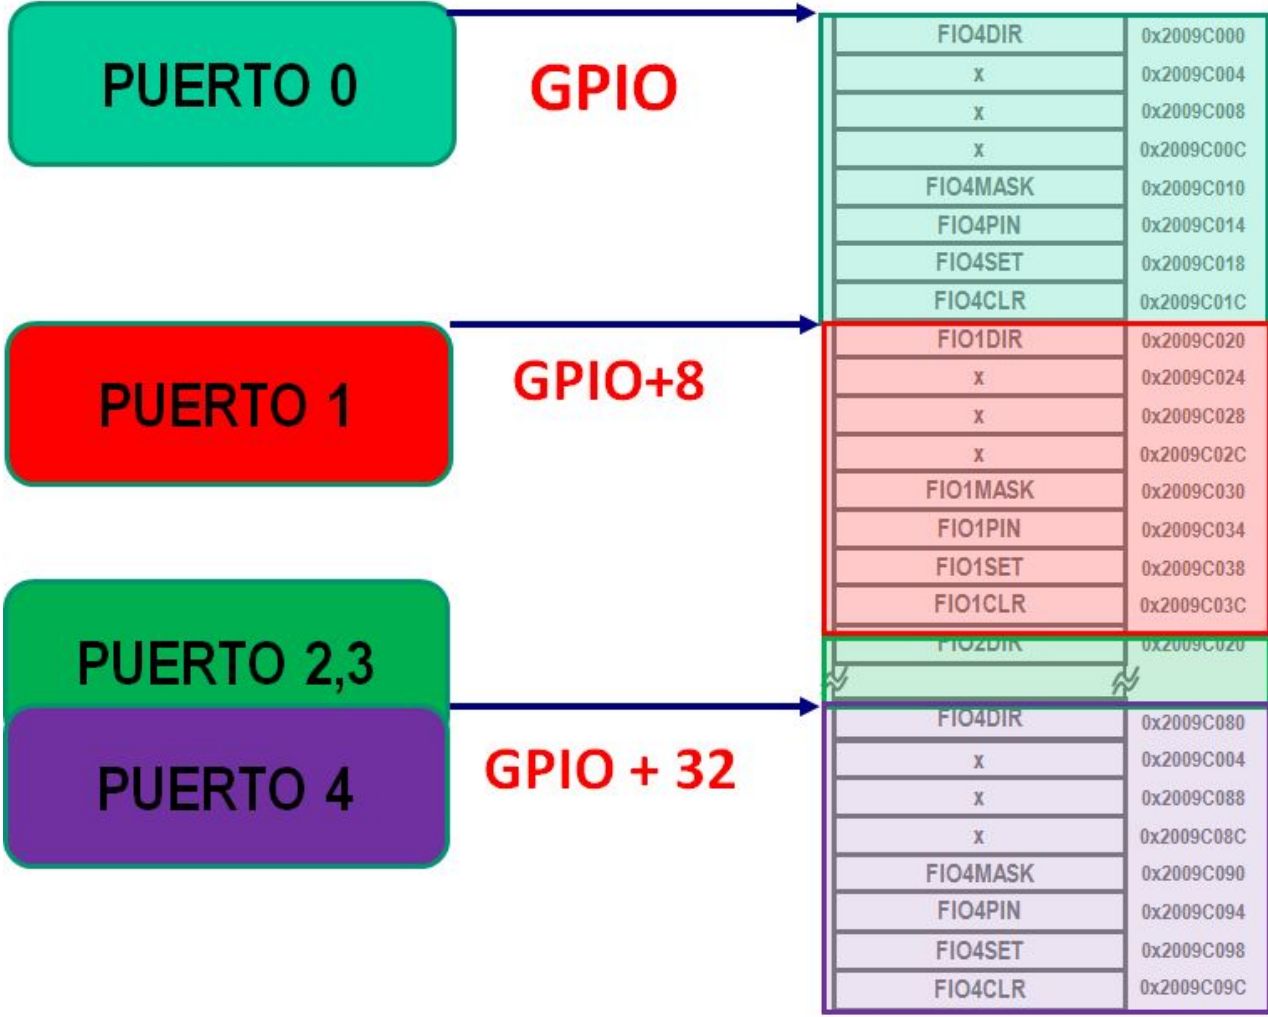 PUERTO 0
GPIO
FIO4DIR 0x2009C000
x 0x2009C004
x 0x2009C008
x 0x2009C00C
FIO4MASK 0x2009C010
FIO4PIN 0x2009C014
FIO4SET 0x2009C018
FIO4CLR 0x2009C01C
PUERTO 1
GPIO+8
FIO1DIR 0x2009C020
x 0x2009C024
x 0x2009C028
x 0x2009C02C
FIO1MASK 0x2009C030
FIO1PIN 0x2009C034
FIO1SET 0x2009C038
FIO1CLR 0x2009C03C
PUERTO 2,3
FIO2DIR 0x2009C020
PUERTO 4
GPIO + 32
FIO4DIR 0x2009C080
x 0x2009C004
x 0x2009C088
x 0x2009C08C
FIO4MASK 0x2009C090
FIO4PIN 0x2009C094
FIO4SET 0x2009C098
FIO4CLR 0x2009C09C